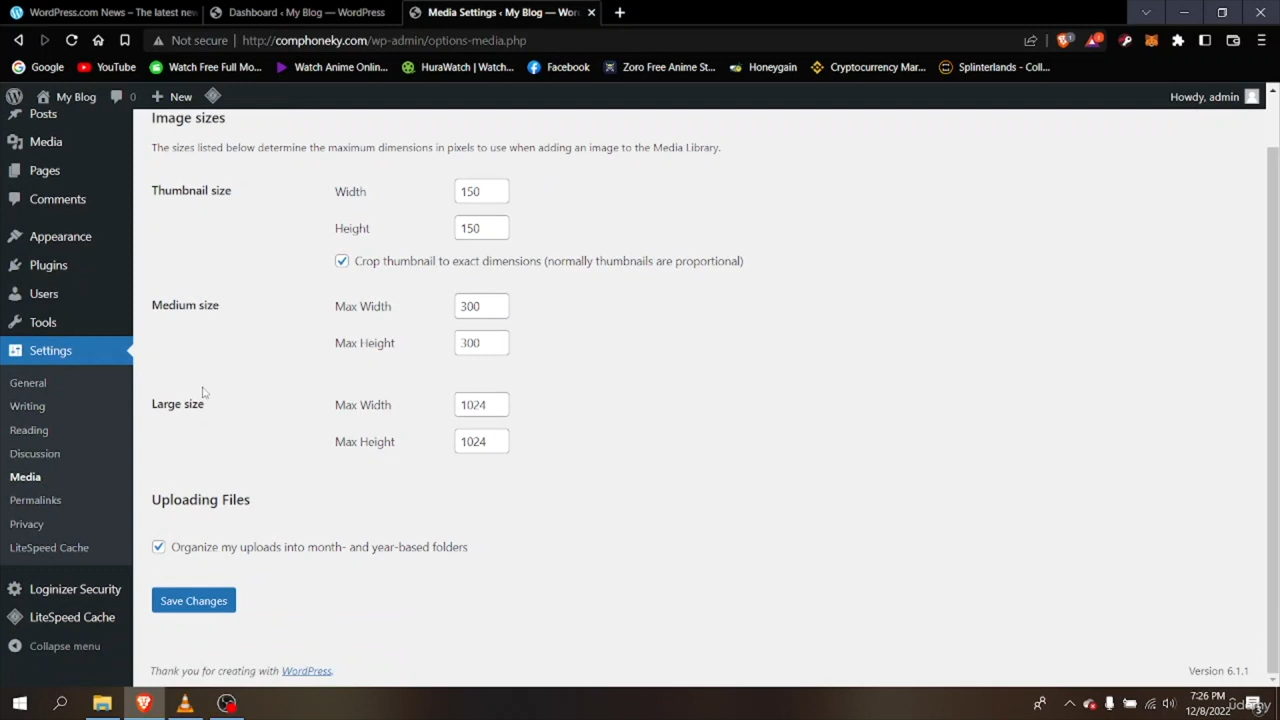 WordPress.com News – The latest new
Dashboard ‹ My Blog — WordPress
Media Settings ‹ My Blog — Wor
Not secure
http://comphoneky.com/wp-admin/options-media.php
Google
YouTube
Watch Free Full Mo...
Watch Anime Onlin...
HuraWatch | Watch...
Facebook
Zoro Free Anime St...
Honeygain
Cryptocurrency Mar...
Splinterlands - Coll...
My Blog
0
New
Howdy, admin
Posts
Media
Pages
Comments
Appearance
Plugins
Users
Tools
Settings
General
Writing
Reading
Discussion
Media
Permalinks
Privacy
LiteSpeed Cache
Loginizer Security
LiteSpeed Cache
Collapse menu
Image sizes
The sizes listed below determine the maximum dimensions in pixels to use when adding an image to the Media Library.
Thumbnail size
Width
150
Height
150
Crop thumbnail to exact dimensions (normally thumbnails are proportional)
Medium size
Max Width
300
Max Height
300
Large size
Max Width
1024
Max Height
1024
Uploading Files
Organize my uploads into month- and year-based folders
Save Changes
Thank you for creating with WordPress.
Version 6.1.1
7:26 PM
12/8/2022
udemy